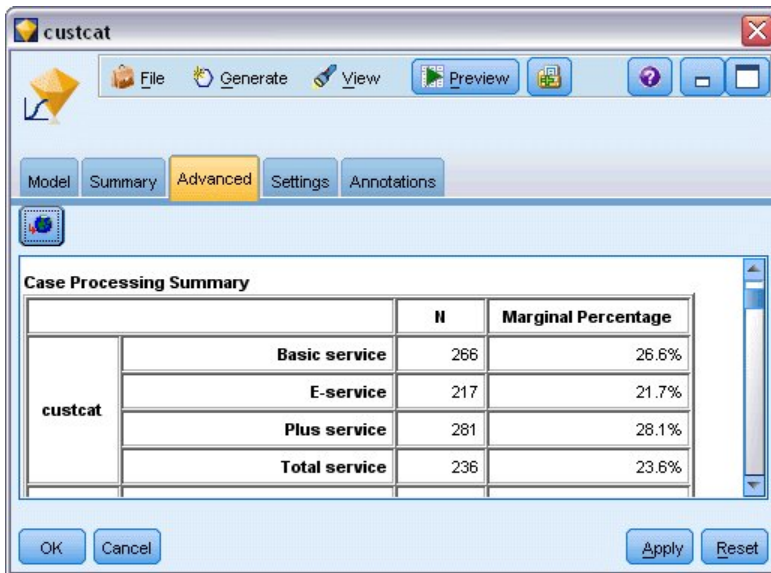 custcat
File Generate View Preview
Model Summary Advanced Settings Annotations
Case Processing Summary
N Marginal Percentage
custcat
Basic service 266 26.6%
E-service 217 21.7%
Plus service 281 28.1%
Total service 236 23.6%
OK Cancel Apply Reset